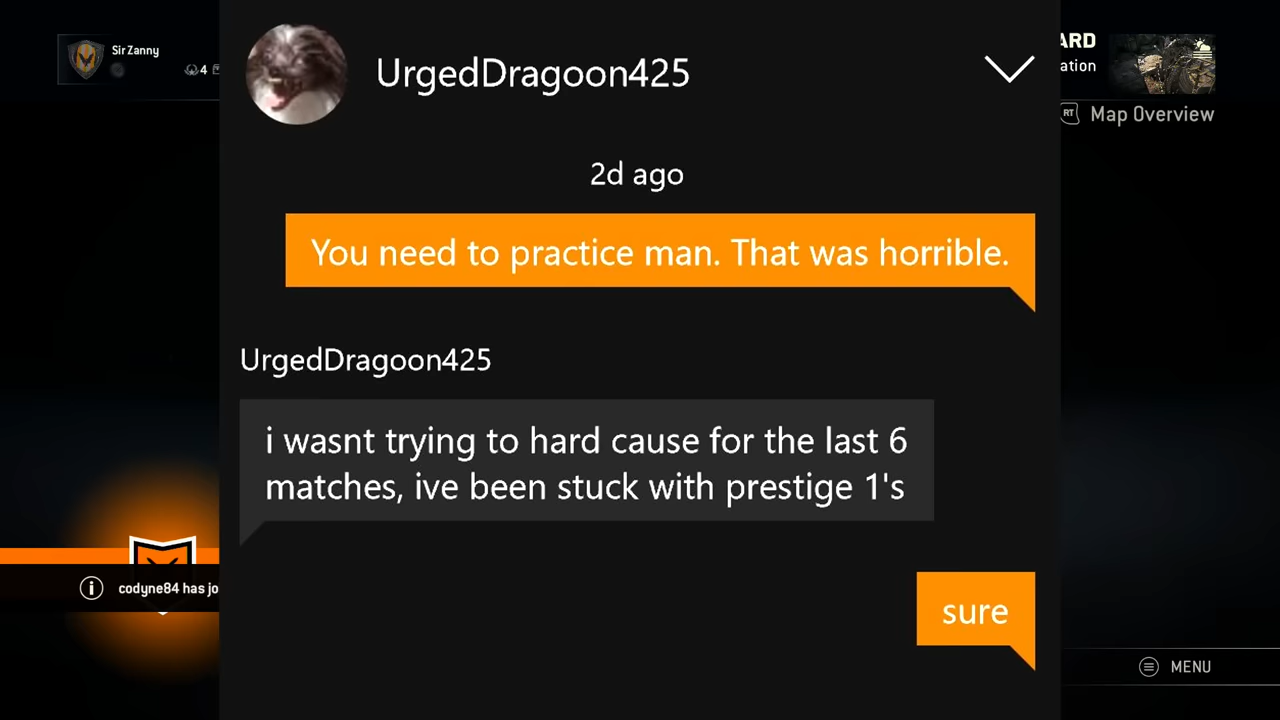 Sir Zanny
4
ARD
ation
RT Map Overview
UrgedDragoon425
2d ago
You need to practice man. That was horrible.
UrgedDragoon425
i wasnt trying to hard cause for the last 6
matches, ive been stuck with prestige 1's
codyne84 has jo
sure
MENU